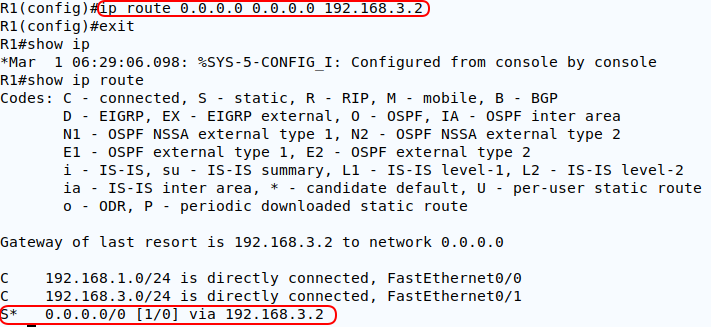 R1(config)#ip route 0.0.0.0 0.0.0.0 192.168.3.2
R1(config)#exit
R1#show ip
*Mar  1 06:29:06.098: %SYS-5-CONFIG_I: Configured from console by console
R1#show ip route
Codes: C - connected, S - static, R - RIP, M - mobile, B - BGP
       D - EIGRP, EX - EIGRP external, O - OSPF, IA - OSPF inter area
       N1 - OSPF NSSA external type 1, N2 - OSPF NSSA external type 2
       E1 - OSPF external type 1, E2 - OSPF external type 2
       i - IS-IS, su - IS-IS summary, L1 - IS-IS level-1, L2 - IS-IS level-2
       ia - IS-IS inter area, * - candidate default, U - per-user static route
       o - ODR, P - periodic downloaded static route
Gateway of last resort is 192.168.3.2 to network 0.0.0.0
C    192.168.1.0/24 is directly connected, FastEthernet0/0
C    192.168.3.0/24 is directly connected, FastEthernet0/1
S*   0.0.0.0/0 [1/0] via 192.168.3.2